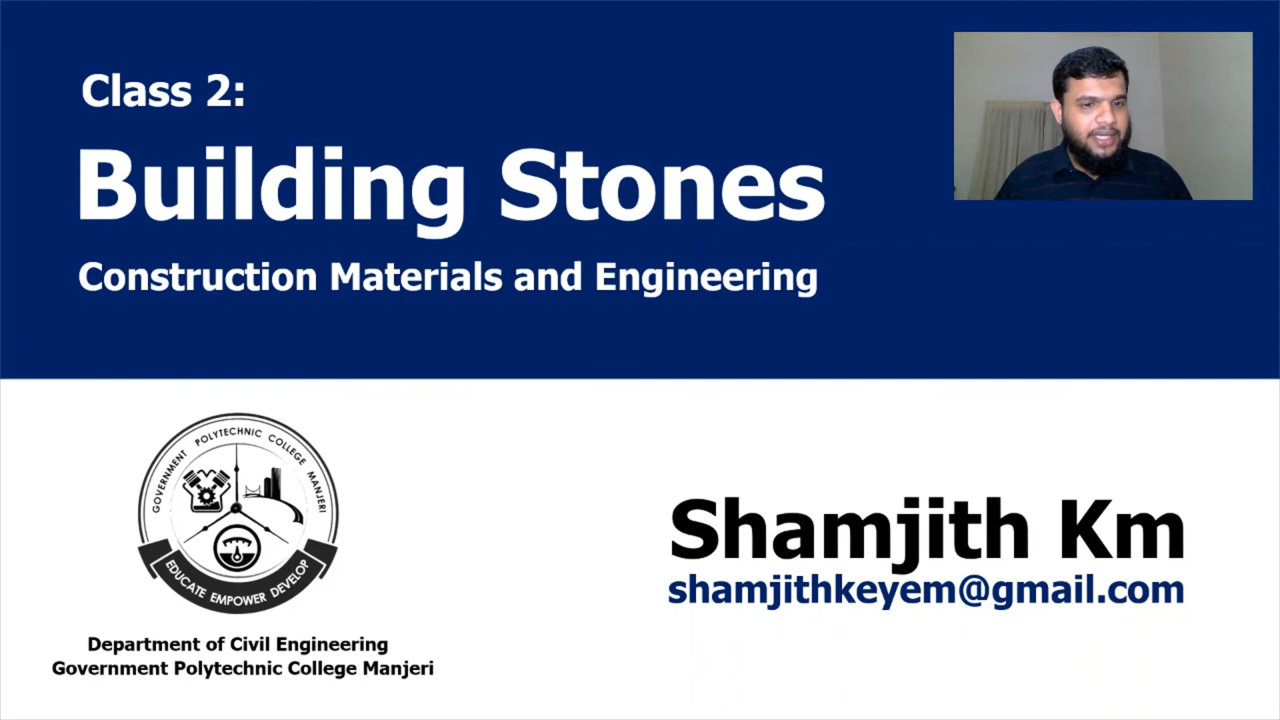 Class 2:
Building Stones
Construction Materials and Engineering
GOVERNMENT POLYTECHNIC COLLEGE MANJERI
EDUCATE EMPOWER DEVELOP
Department of Civil Engineering
Government Polytechnic College Manjeri
Shamjith Km
shamjithkeyem@gmail.com